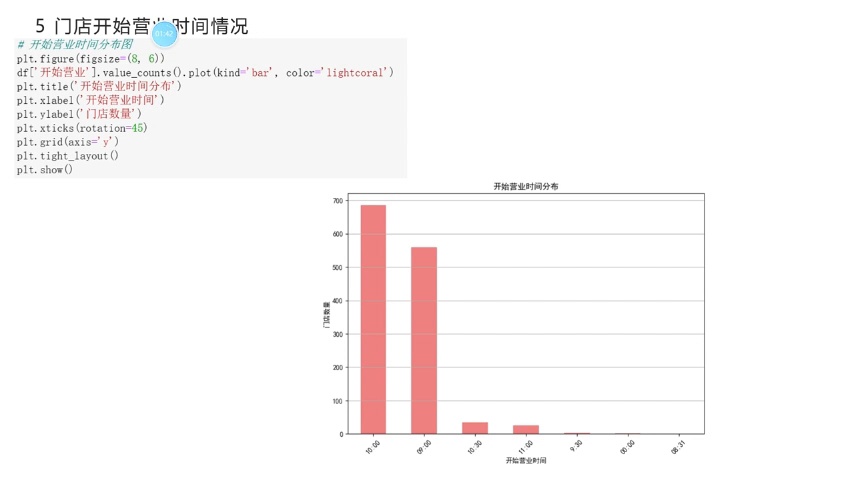 5 门店开始营业时间情况
01:42
# 开始营业时间分布图
plt.figure(figsize=(8, 6))
df['开始营业'].value_counts().plot(kind='bar', color='lightcoral')
plt.title('开始营业时间分布')
plt.xlabel('开始营业时间')
plt.ylabel('门店数量')
plt.xticks(rotation=45)
plt.grid(axis='y')
plt.tight_layout()
plt.show()
开始营业时间分布
700
600
500
400
300
200
100
0
门店数量
10:00 09:00 10:30 11:00 9:30 00:00 08:31
开始营业时间